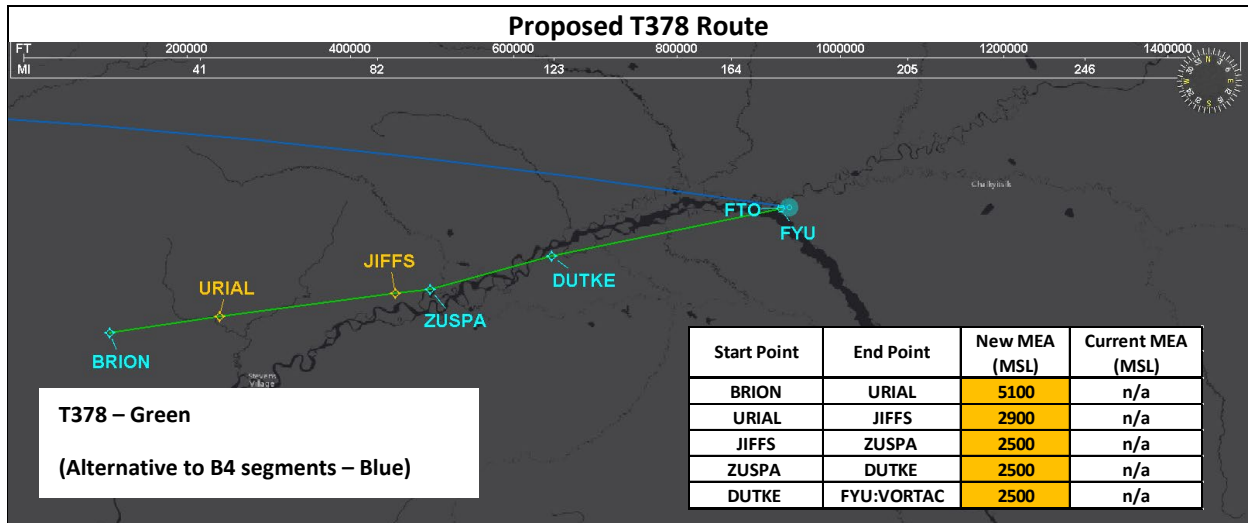 Proposed T378 Route
FT 200000 400000 600000 800000 1000000 1200000 1400000
MI 41 82 123 164 205 246
N
E
S
W
Chalkyitsik
FTO
FYU
DUTKE
JIFFS
ZUSPA
URIAL
BRION
Stevens
Village
T378 – Green
(Alternative to B4 segments – Blue)
Start Point End Point New MEA (MSL) Current MEA (MSL)
BRION URIAL 5100 n/a
URIAL JIFFS 2900 n/a
JIFFS ZUSPA 2500 n/a
ZUSPA DUTKE 2500 n/a
DUTKE FYU:VORTAC 2500 n/a